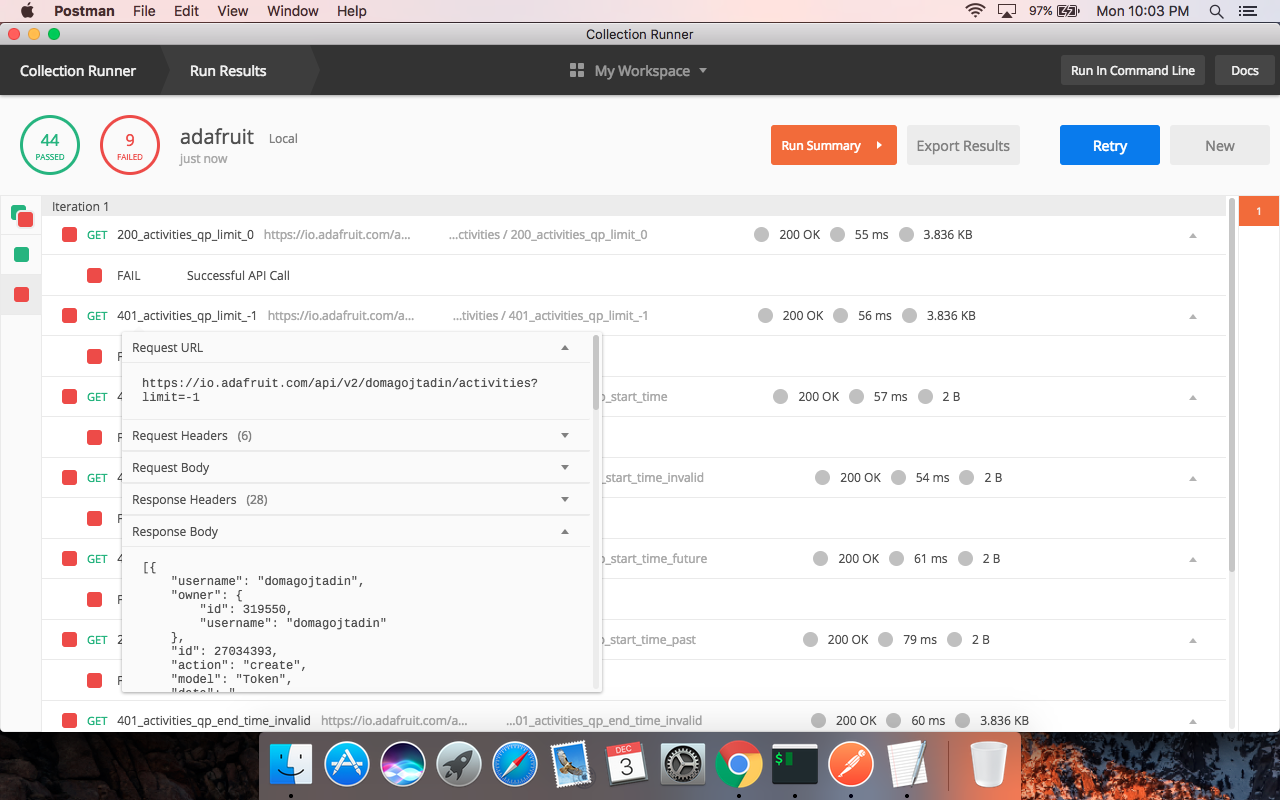 Postman File Edit View Window Help 97% Mon 10:03 PM
Collection Runner
Collection Runner Run Results My Workspace Run In Command Line Docs
44 PASSED 9 FAILED adafruit Local
just now
Run Summary Export Results Retry New
Iteration 1
1
GET 200_activities_qp_limit_0 https://io.adafruit.com/a... ...ctivities / 200_activities_qp_limit_0 200 OK 55 ms 3.836 KB
FAIL Successful API Call
GET 401_activities_qp_limit_-1 https://io.adafruit.com/a... ...tivities / 401_activities_qp_limit_-1 200 OK 56 ms 3.836 KB
Request URL
https://io.adafruit.com/api/v2/domagojtadin/activities?
limit=-1
GET 4 _start_time 200 OK 57 ms 2 B
Request Headers (6)
Request Body
GET 4 _start_time_invalid 200 OK 54 ms 2 B
Response Headers (28)
Response Body
GET 4 _start_time_future 200 OK 61 ms 2 B
[{
"username": "domagojtadin",
"owner": {
"id": 319550,
"username": "domagojtadin"
},
GET 2 _start_time_past 200 OK 79 ms 2 B
"id": 27034393,
"action": "create",
"model": "Token",
"data": "
GET 401_activities_qp_end_time_invalid https://io.adafruit.com/a... ...01_activities_qp_end_time_invalid 200 OK 60 ms 3.836 KB
DEC
3
$